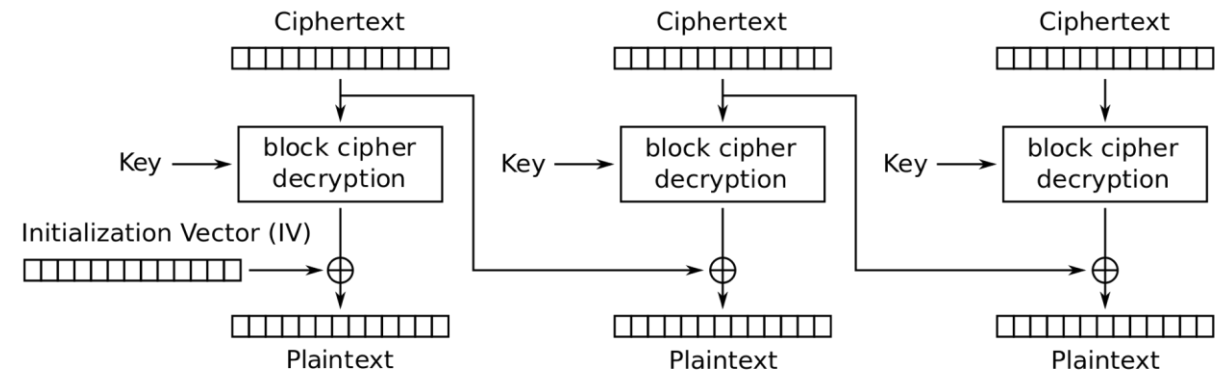 Ciphertext
Ciphertext
Ciphertext
Key
block cipher
decryption
Key
block cipher
decryption
Key
block cipher
decryption
Initialization Vector (IV)
Plaintext
Plaintext
Plaintext